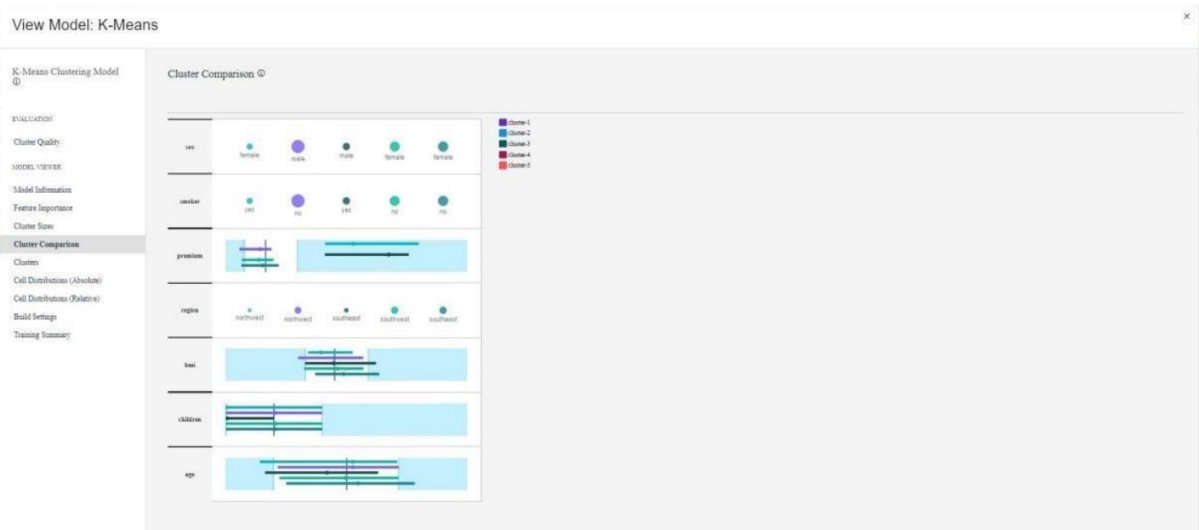 View Model: K-Means
×
K-Means Clustering Model
Cluster Comparison
EVALUATION
Cluster Quality
MODEL VIEWER
Model Information
Feature Importance
Cluster Sizes
Cluster Comparison
Clusters
Cell Distributions (Absolute)
Cell Distributions (Relative)
Build Settings
Training Summary
sex
female male male female female
smoker
yes no yes no no
premium
region
northwest northwest southeast southwest southeast
bmi
children
age
cluster-1
cluster-2
cluster-3
cluster-4
cluster-5